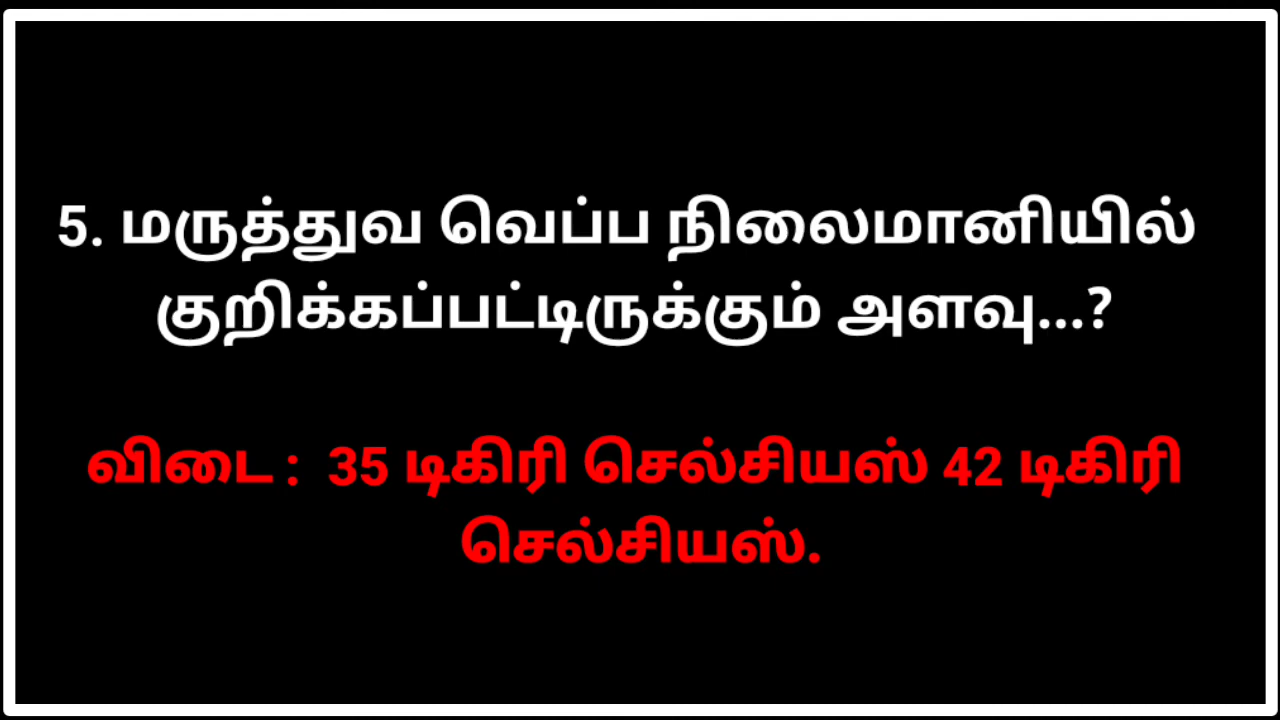 5. மருத்துவ வெப்ப நிலைமானியில்
குறிக்கப்பட்டிருக்கும் அளவு...?
விடை : 35 டிகிரி செல்சியஸ் 42 டிகிரி
செல்சியஸ்.